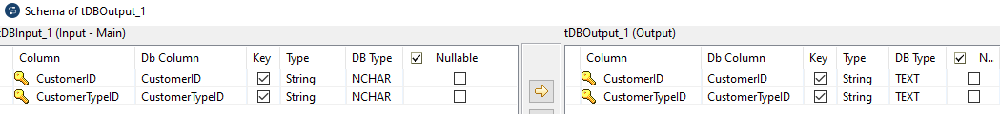 Schema of tDBOutput_1
tDBInput_1 (Input - Main) tDBOutput_1 (Output)
Column Db Column Key Type DB Type Nullable Column Db Column Key Type DB Type N..
CustomerID CustomerID String NCHAR CustomerID CustomerID String TEXT
CustomerTypeID CustomerTypeID String NCHAR CustomerTypeID CustomerTypeID String TEXT